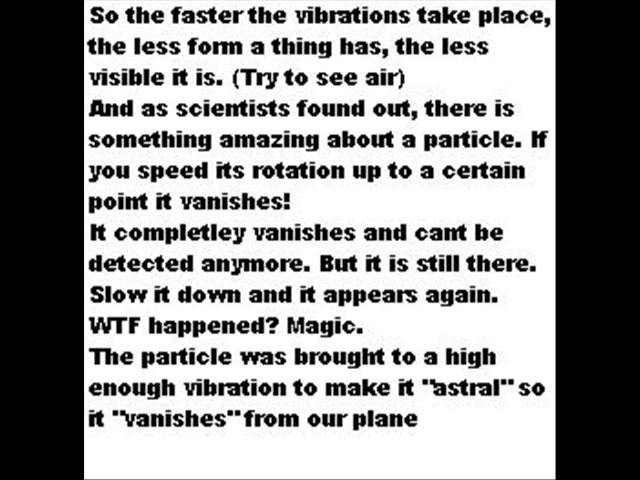 So the faster the vibrations take place,
the less form a thing has, the less
visible it is. (Try to see air)
And as scientists found out, there is
something amazing about a particle. If
you speed its rotation up to a certain
point it vanishes!
It completley vanishes and cant be
detected anymore. But it is still there.
Slow it down and it appears again.
WTF happened? Magic.
The particle was brought to a high
enough vibration to make it "astral" so
it "vanishes" from our plane